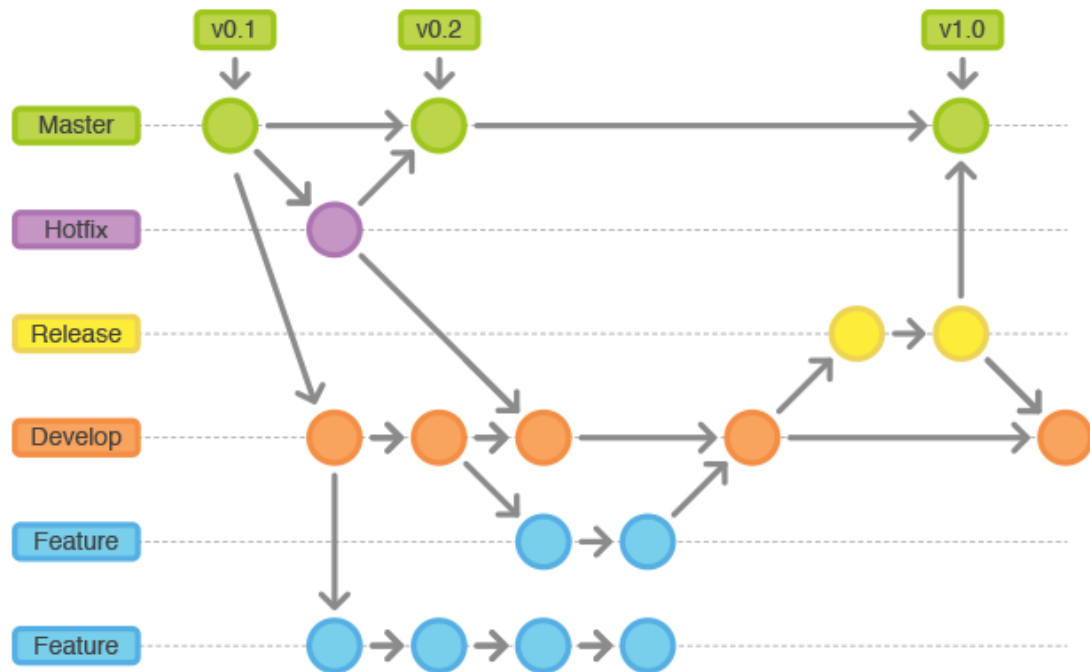 v0.1
v0.2
v1.0
Master
Hotfix
Release
Develop
Feature
Feature